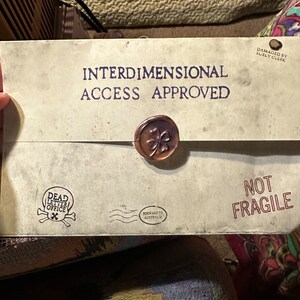 DAMAGED BY
SURLY CLERK
INTERDIMENSIONAL
ACCESS APPROVED
DEAD
LETTER
OFFICE
NOT
FRAGILE